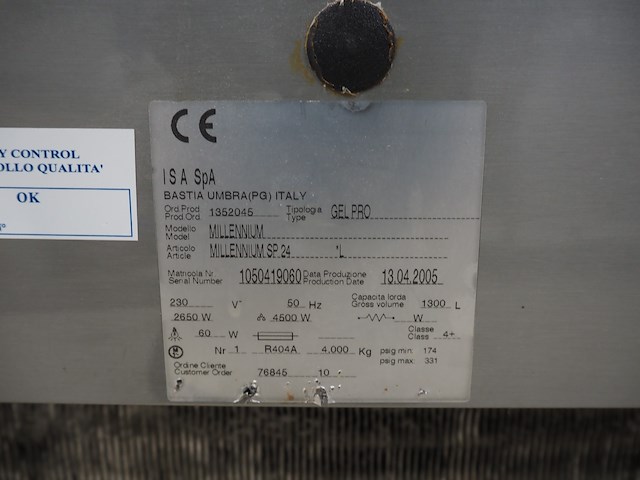 Y CONTROL
OLLO QUALITA'
OK
CE
ISA SpA
BASTIA UMBRA(PG) ITALY
Ord Prod
Prod Ord 1352045 Tipologia
Type GEL PRO
Modello
Model MILLENNIUM
Articolo
Article MILLENNIUM SP 24 *L
Matricola Nr
Serial Number 1050419060 Data Produzione
Production Date 13.04.2005
230 V~ 50 Hz Capacita lorda
Gross volume 1300 L
2650 W 4500 W W
60 W Classe
Class 4+
Nr 1 R404A 4,000 Kg psig min: 174
psig max: 331
Ordine Cliente
Customer Order 76845 10